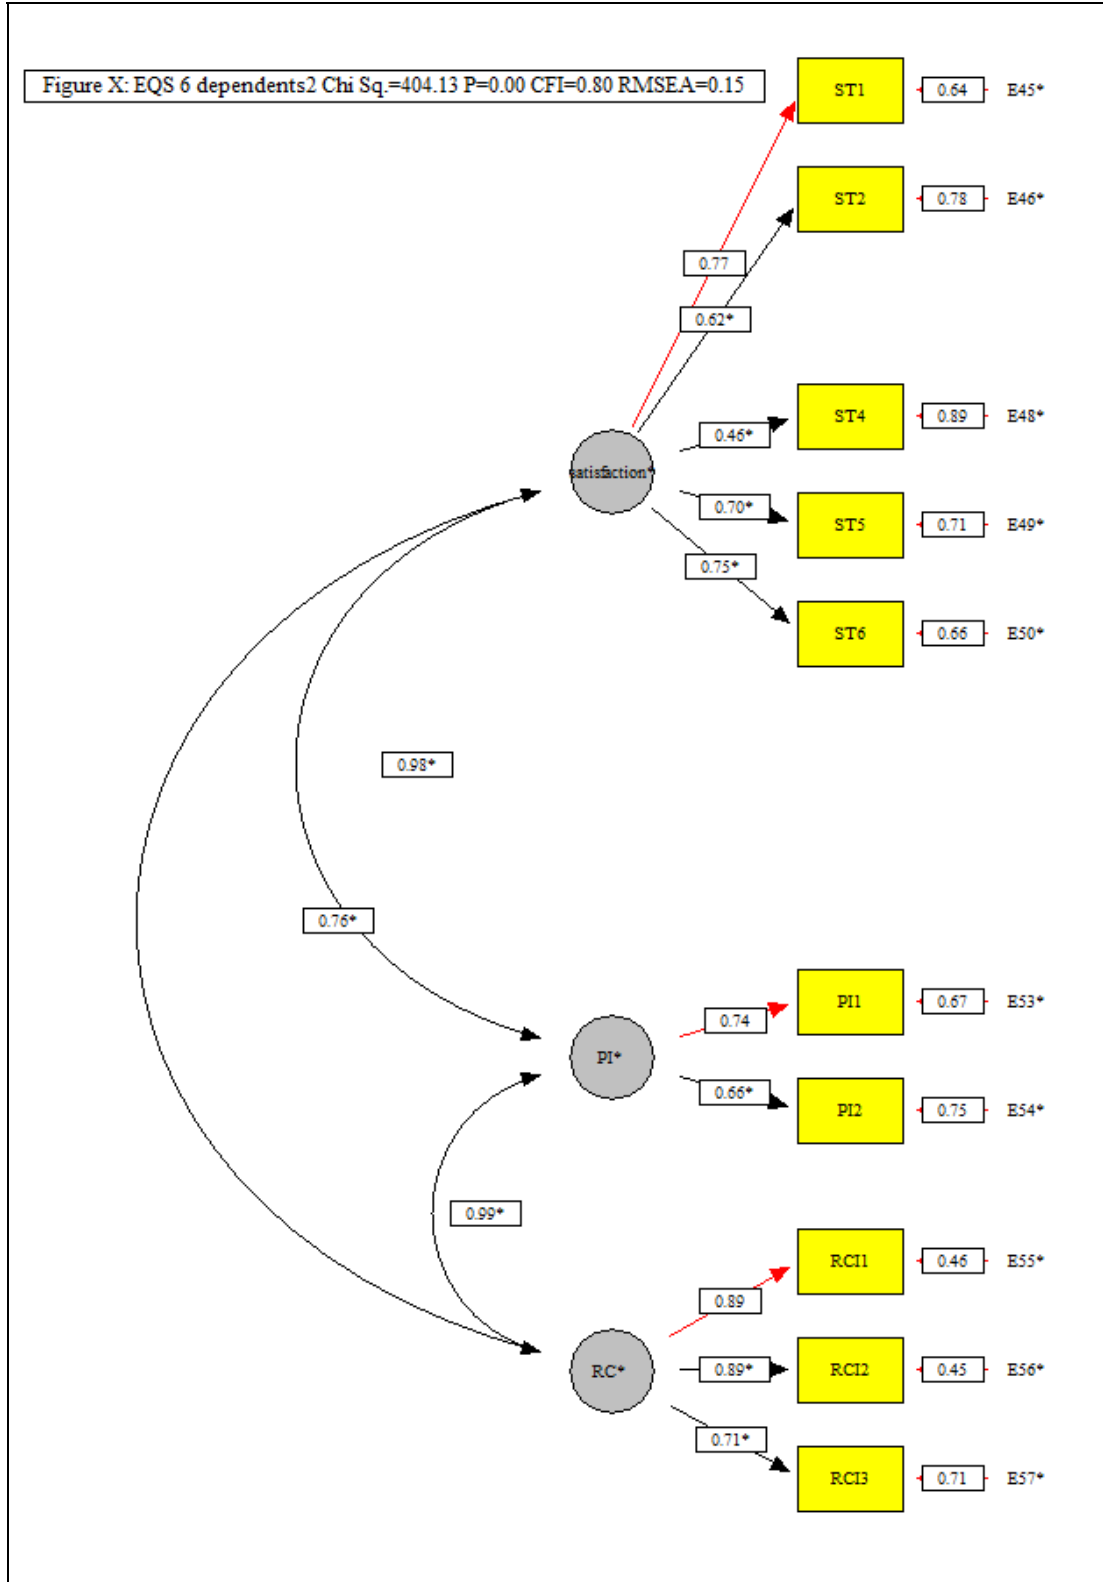 Figure X: EQS 6 dependents2 Chi Sq.=404.13 P=0.00 CFI=0.80 RMSEA=0.15
ST1
0.64
E45*
ST2
0.78
E46*
0.77
0.62*
ST4
0.89
E48*
0.46*
satisfaction*
0.70*
ST5
0.71
E49*
0.75*
ST6
0.66
E50*
0.98*
0.76*
PI1
0.67
E53*
0.74
PI*
0.66*
PI2
0.75
E54*
0.99*
RCI1
0.46
E55*
0.89
RC*
0.89*
RCI2
0.45
E56*
0.71*
RCI3
0.71
E57*